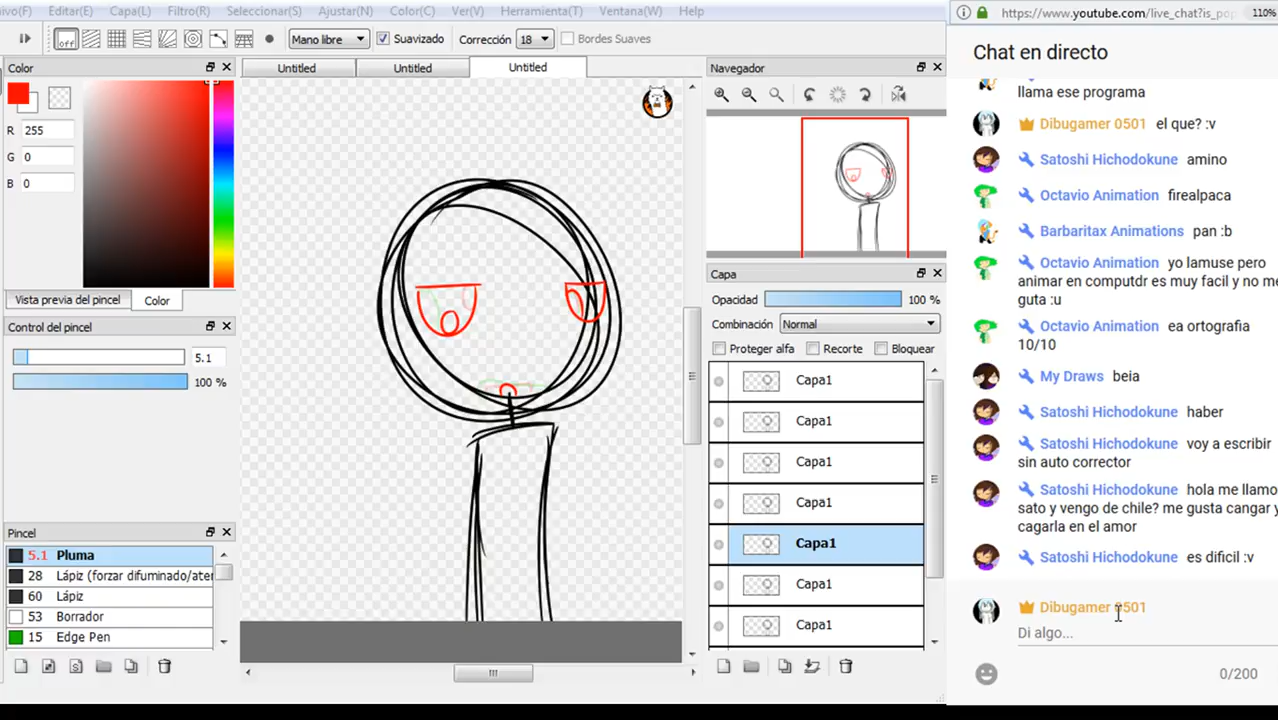 ivo(F) Editar(E) Capa(L) Filtro(R) Seleccionar(S) Ajustar(N) Color(C) Ver(V) Herramienta(T) Ventana(W) Help
off Mano libre Suavizado Corrección 18 Bordes Suaves
Color
R 255
G 0
B 0
Vista previa del pincel Color
Control del pincel
5.1
100 %
Pincel
5.1 Pluma
28 Lápiz (forzar difuminado/ater
60 Lápiz
53 Borrador
15 Edge Pen
Untitled Untitled Untitled
Navegador
Capa
Opacidad 100 %
Combinación Normal
Proteger alfa Recorte Bloquear
Capa1
Capa1
Capa1
Capa1
Capa1
Capa1
Capa1
https://www.youtube.com/live_chat?is_pop 110%
Chat en directo
llama ese programa
Dibugamer 0501 el que? :v
Satoshi Hichodokune amino
Octavio Animation firealpaca
Barbaritax Animations pan :b
Octavio Animation yo lamuse pero
animar en computdr es muy facil y no me
guta :u
Octavio Animation ea ortografia
10/10
My Draws beia
Satoshi Hichodokune haber
Satoshi Hichodokune voy a escribir
sin auto corrector
Satoshi Hichodokune hola me llamo
sato y vengo de chile? me gusta cangar y
cagarla en el amor
Satoshi Hichodokune es dificil :v
Dibugamer 0501
Di algo...
0/200